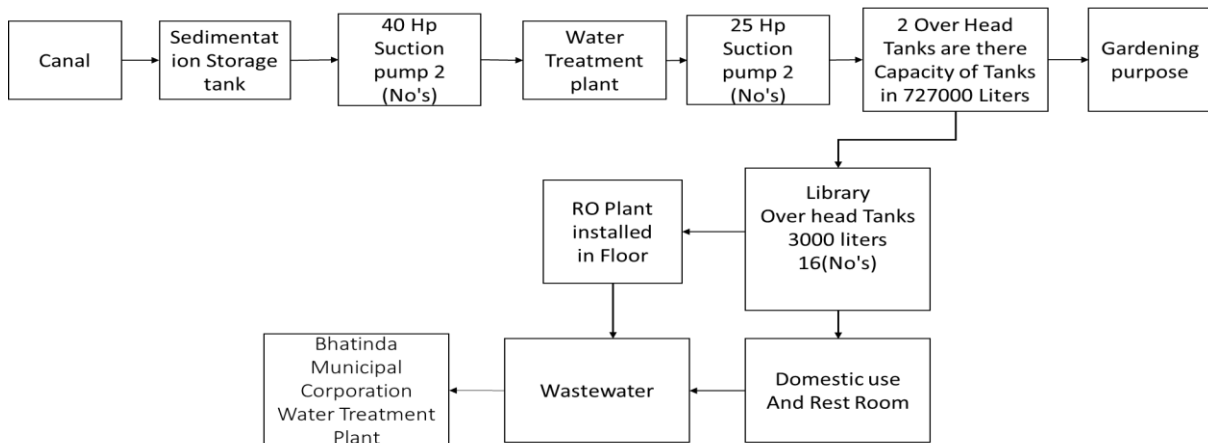 Canal
Sedimentat
ion Storage
tank
40 Hp
Suction
pump 2
(No's)
Water
Treatment
plant
25 Hp
Suction
pump 2
(No's)
2 Over Head
Tanks are there
Capacity of Tanks
in 727000 Liters
Gardening
purpose
RO Plant
installed
in Floor
Library
Over head Tanks
3000 liters
16(No's)
Bhatinda
Municipal
Corporation
Water Treatment
Plant
Wastewater
Domestic use
And Rest Room